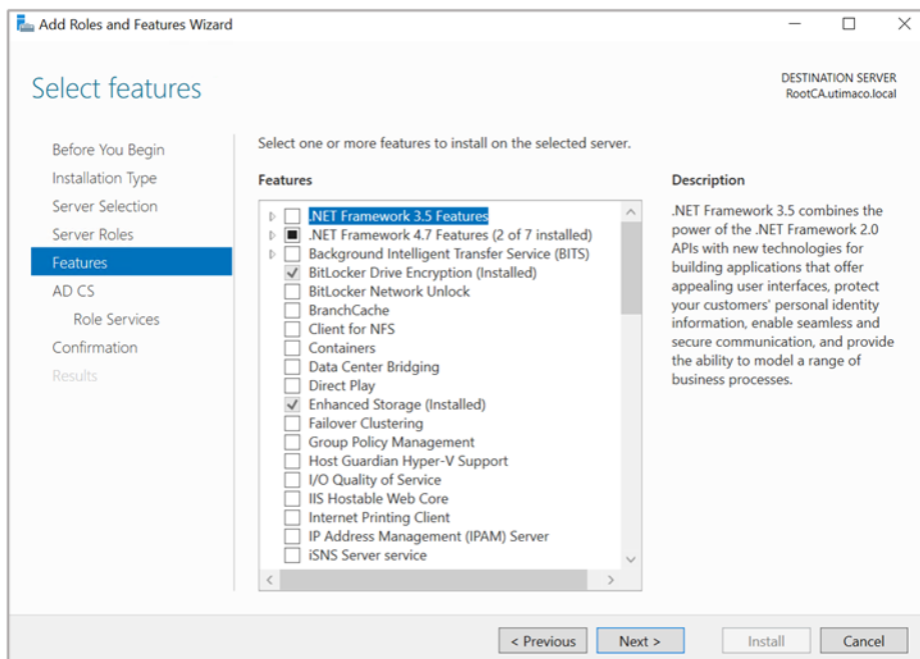 Add Roles and Features Wizard
Select features
DESTINATION SERVER
RootCA.utimaco.local
Before You Begin
Installation Type
Server Selection
Server Roles
Features
AD CS
Role Services
Confirmation
Results
Select one or more features to install on the selected server.
Features
.NET Framework 3.5 Features
.NET Framework 4.7 Features (2 of 7 installed)
Background Intelligent Transfer Service (BITS)
BitLocker Drive Encryption (Installed)
BitLocker Network Unlock
BranchCache
Client for NFS
Containers
Data Center Bridging
Direct Play
Enhanced Storage (Installed)
Failover Clustering
Group Policy Management
Host Guardian Hyper-V Support
I/O Quality of Service
IIS Hostable Web Core
Internet Printing Client
IP Address Management (IPAM) Server
iSNS Server service
Description
.NET Framework 3.5 combines the
power of the .NET Framework 2.0
APIs with new technologies for
building applications that offer
appealing user interfaces, protect
your customers' personal identity
information, enable seamless and
secure communication, and provide
the ability to model a range of
business processes.
< Previous
Next >
Install
Cancel